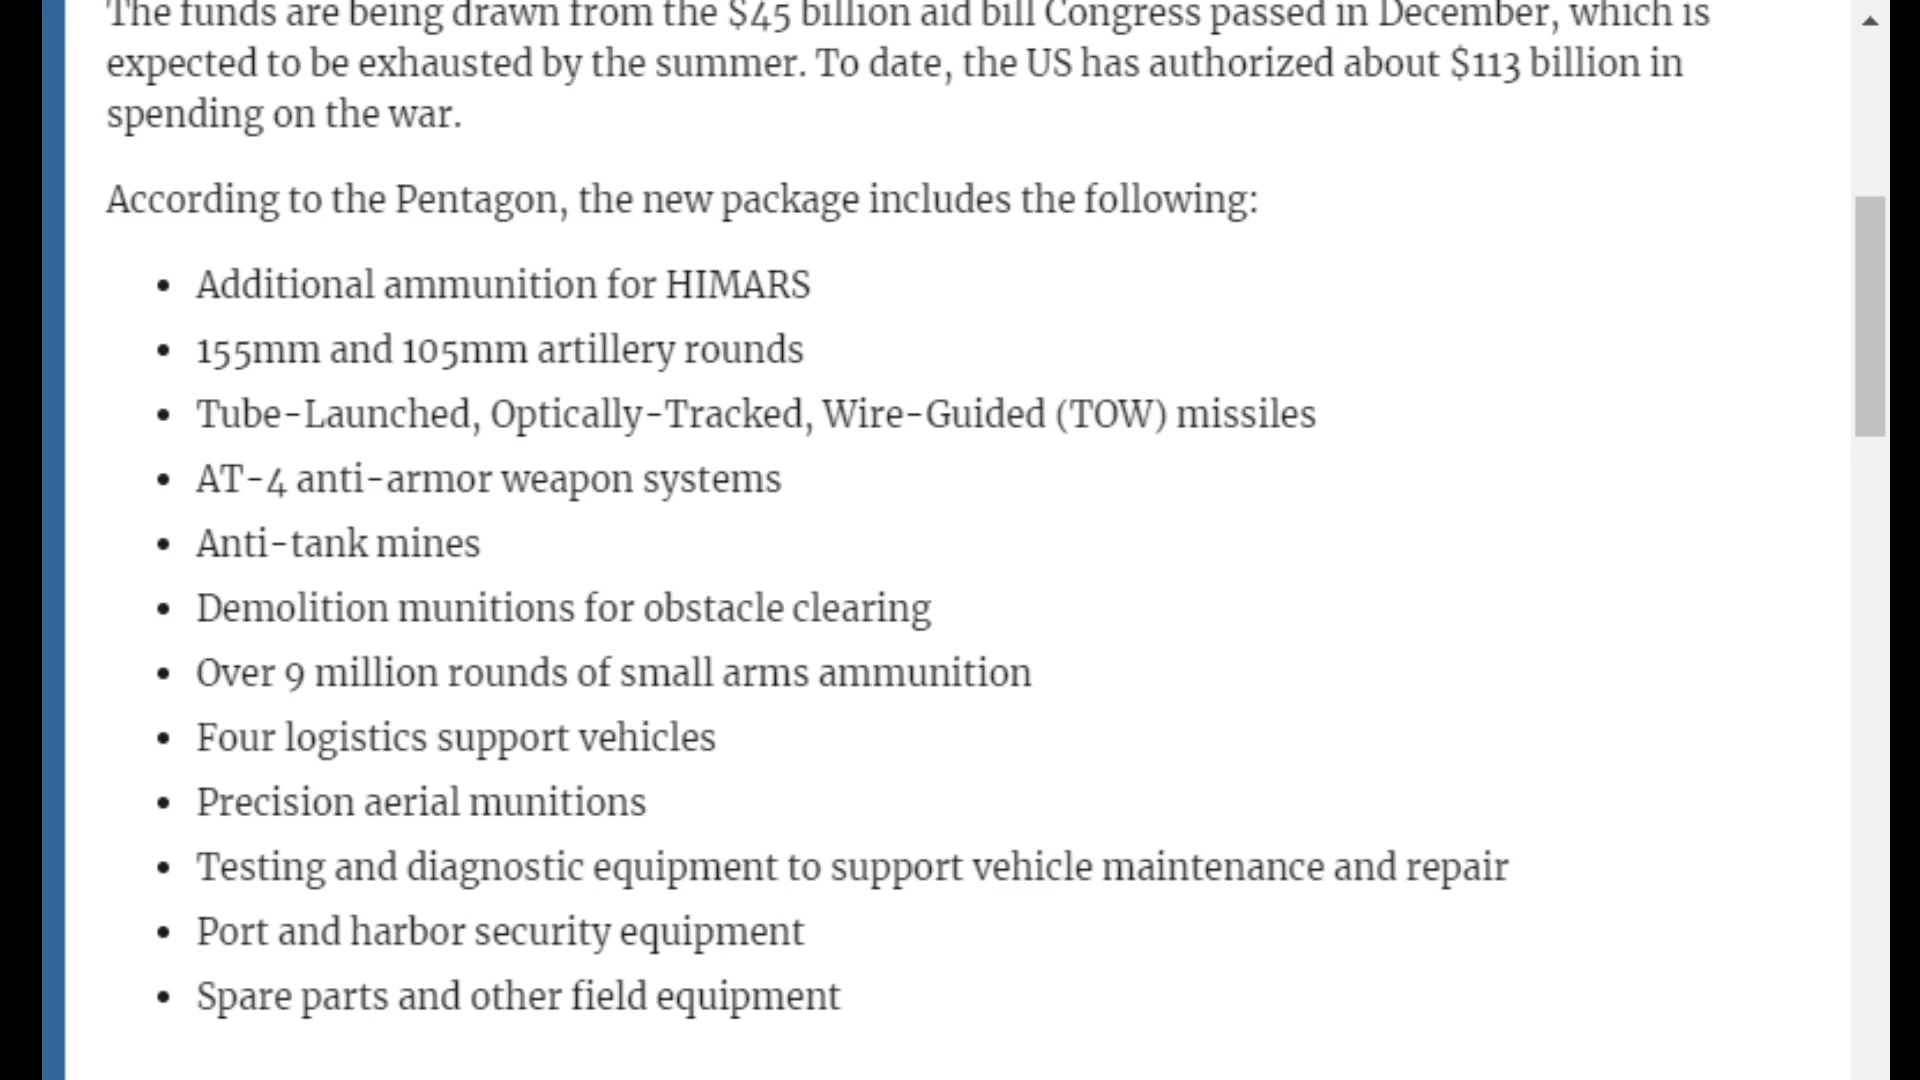 The funds are being drawn from the $45 billion aid bill Congress passed in December, which is
expected to be exhausted by the summer. To date, the US has authorized about $113 billion in
spending on the war.
According to the Pentagon, the new package includes the following:
• Additional ammunition for HIMARS
• 155mm and 105mm artillery rounds
• Tube-Launched, Optically-Tracked, Wire-Guided (TOW) missiles
• AT-4 anti-armor weapon systems
• Anti-tank mines
• Demolition munitions for obstacle clearing
• Over 9 million rounds of small arms ammunition
• Four logistics support vehicles
• Precision aerial munitions
• Testing and diagnostic equipment to support vehicle maintenance and repair
• Port and harbor security equipment
• Spare parts and other field equipment